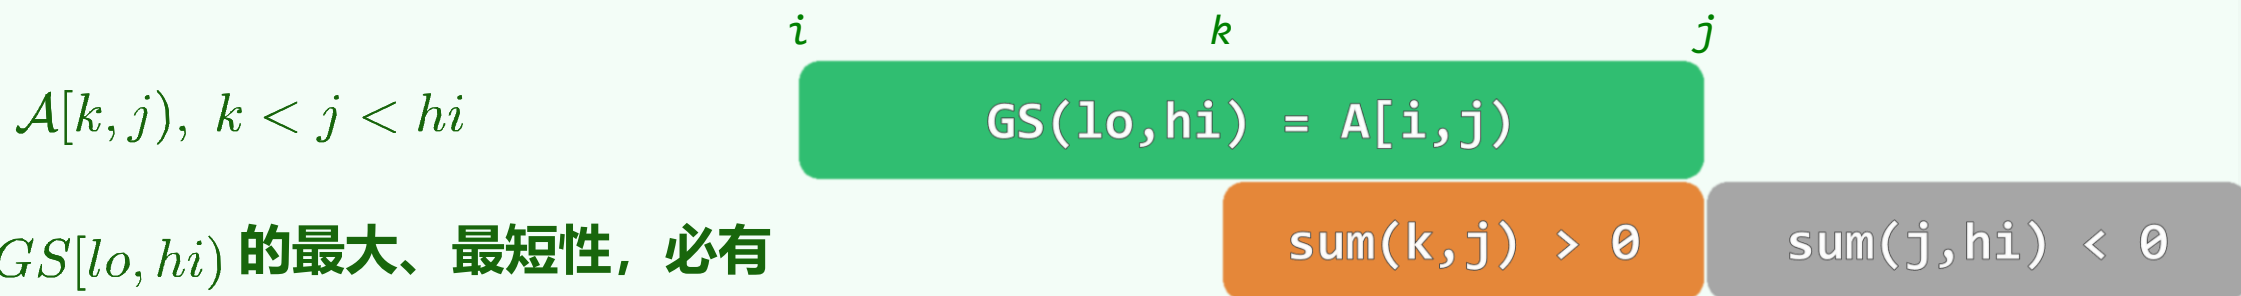 i k j
A[k, j), k < j < hi
GS(lo,hi) = A[i,j)
GS[lo, hi) 的最大、最短性，必有
sum(k,j) > 0
sum(j,hi) < 0